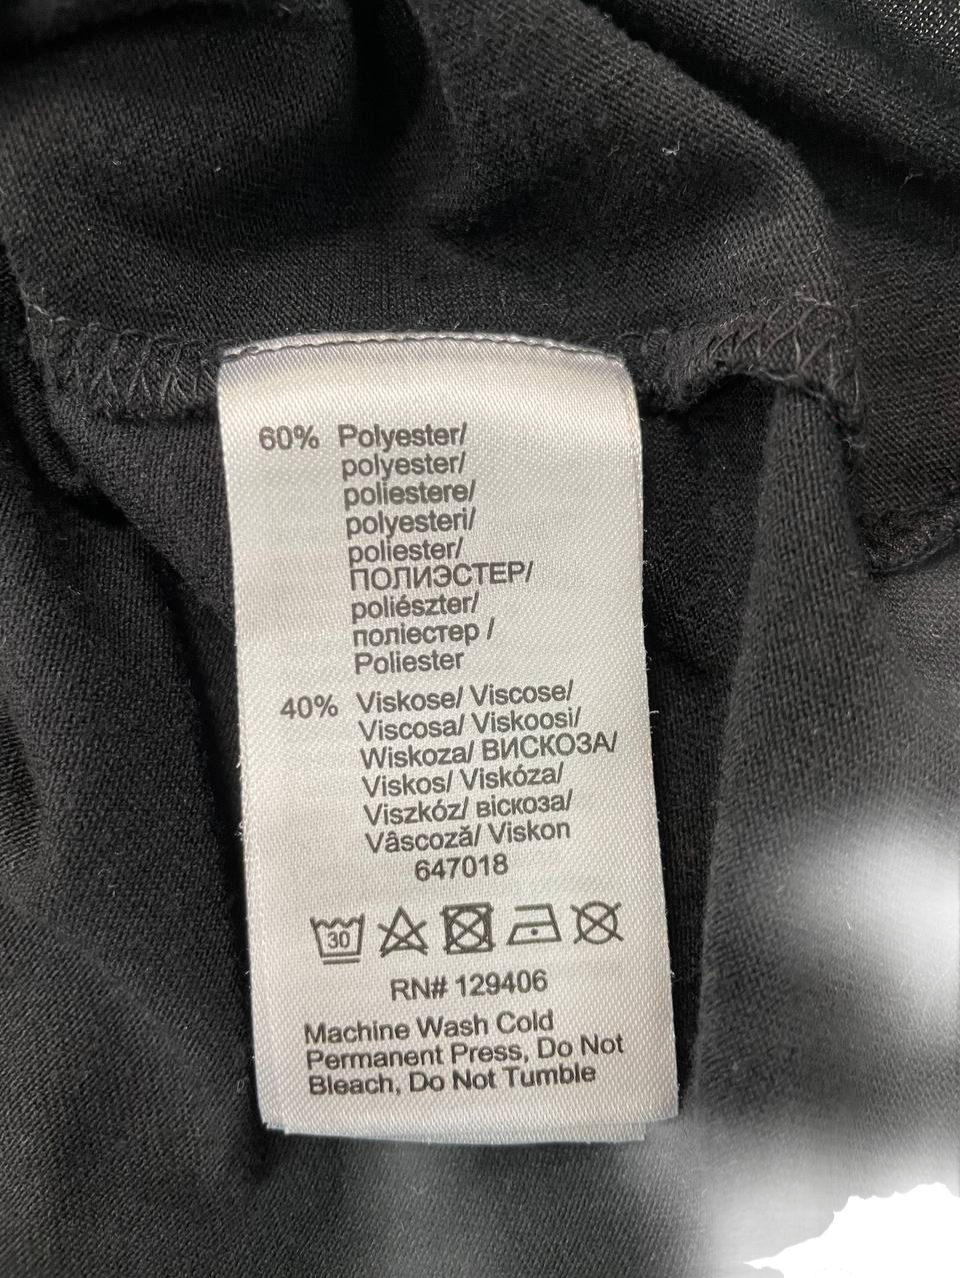 60% Polyester/
polyester/
poliestere/
polyesteri/
poliester/
ПОЛИЭСТЕР/
poliészter/
поліестер /
Poliester
40% Viskose/ Viscose/
Viscosa/ Viskoosi/
Wiskoza/ ВИСКОЗА/
Viskos/ Viskóza/
Viszkóz/ віскоза/
Vâscoză/ Viskon
647018
30
RN# 129406
Machine Wash Cold
Permanent Press, Do Not
Bleach, Do Not Tumble